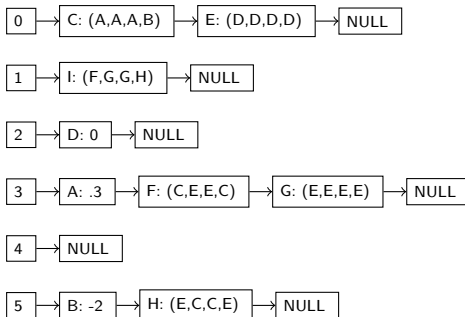 0 C: (A,A,A,B) E: (D,D,D,D) NULL
1 I: (F,G,G,H) NULL
2 D: 0 NULL
3 A: .3 F: (C,E,E,C) G: (E,E,E,E) NULL
4 NULL
5 B: -2 H: (E,C,C,E) NULL